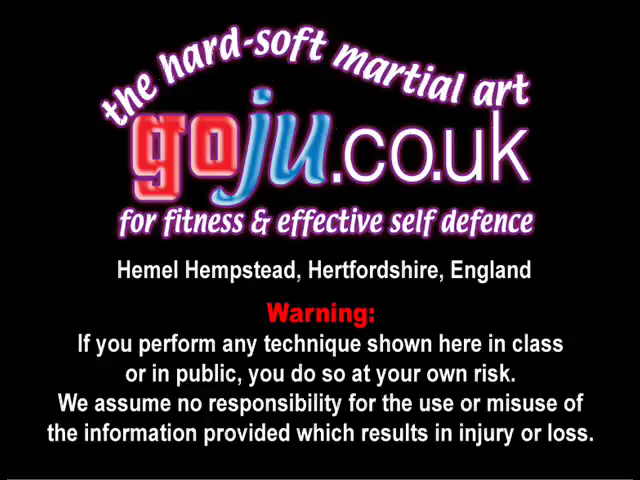 the hard-soft martial art
goju.co.uk
for fitness & effective self defence
Hemel Hempstead, Hertfordshire, England
Warning:
If you perform any technique shown here in class
or in public, you do so at your own risk.
We assume no responsibility for the use or misuse of
the information provided which results in injury or loss.